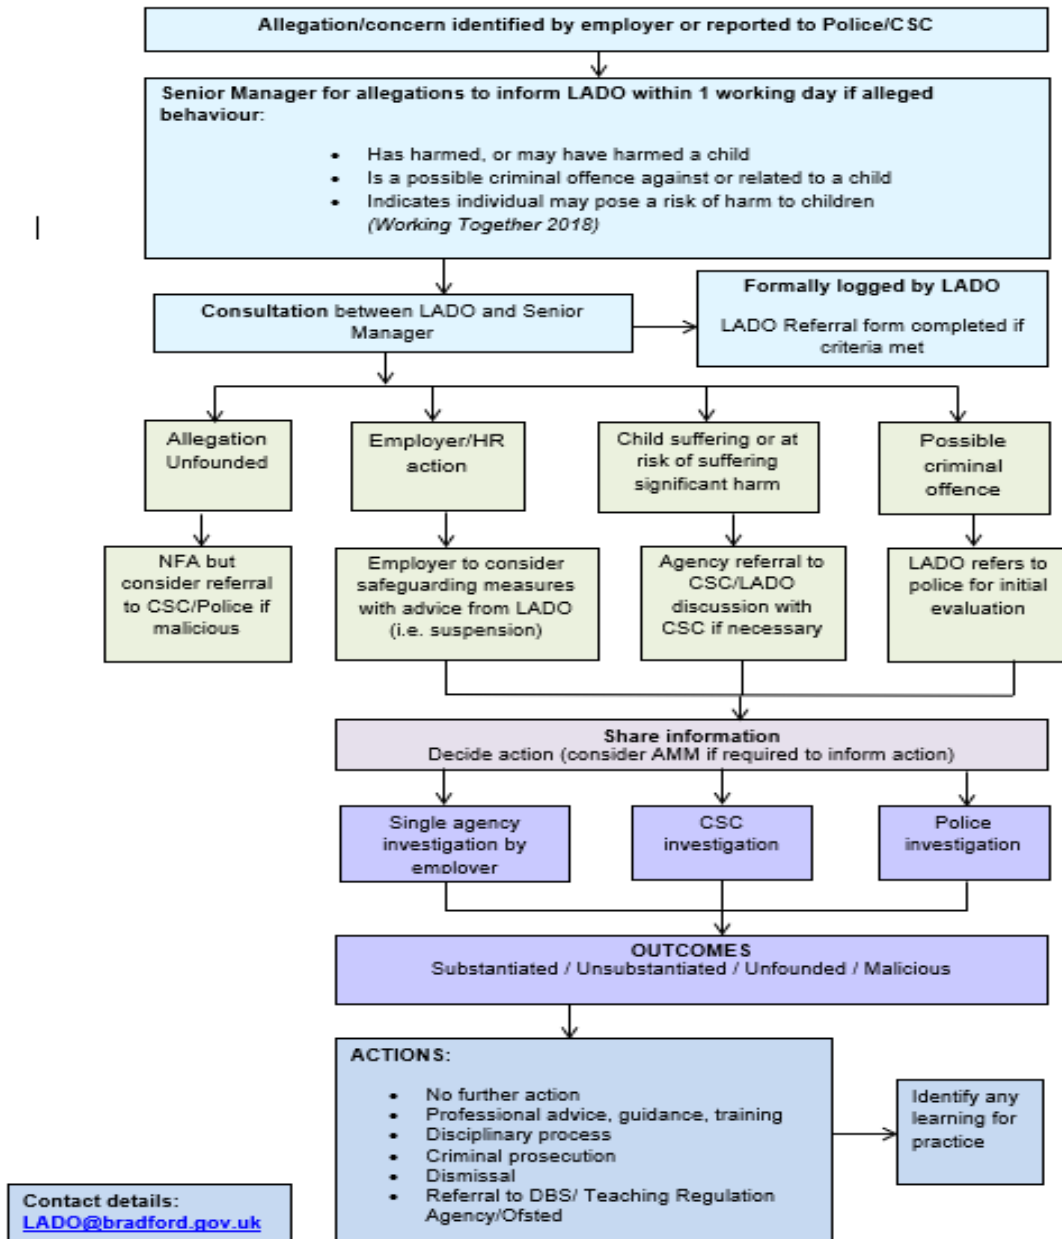 Allegation/concern identified by employer or reported to Police/CSC
Senior Manager for allegations to inform LADO within 1 working day if alleged
behaviour:
• Has harmed, or may have harmed a child
• Is a possible criminal offence against or related to a child
• Indicates individual may pose a risk of harm to children
(Working Together 2018)
Consultation between LADO and Senior
Manager
Formally logged by LADO
LADO Referral form completed if
criteria met
Allegation
Unfounded
Employer/HR
action
Child suffering or at
risk of suffering
significant harm
Possible
criminal
offence
NFA but
consider referral
to CSC/Police if
malicious
Employer to consider
safeguarding measures
with advice from LADO
(i.e. suspension)
Agency referral to
CSC/LADO
discussion with
CSC if necessary
LADO refers to
police for initial
evaluation
Share information
Decide action (consider AMM if required to inform action)
Single agency
investigation by
employer
CSC
investigation
Police
investigation
OUTCOMES
Substantiated / Unsubstantiated / Unfounded / Malicious
ACTIONS:
• No further action
• Professional advice, guidance, training
• Disciplinary process
• Criminal prosecution
• Dismissal
• Referral to DBS/ Teaching Regulation
Agency/Ofsted
Identify any
learning for
practice
Contact details:
LADO@bradford.gov.uk